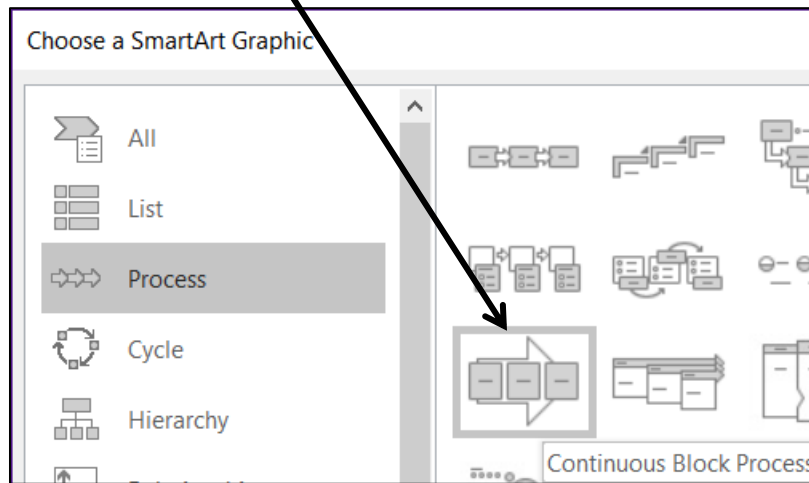 Choose a SmartArt Graphic
All
List
Process
Cycle
Hierarchy
Continuous Block Process